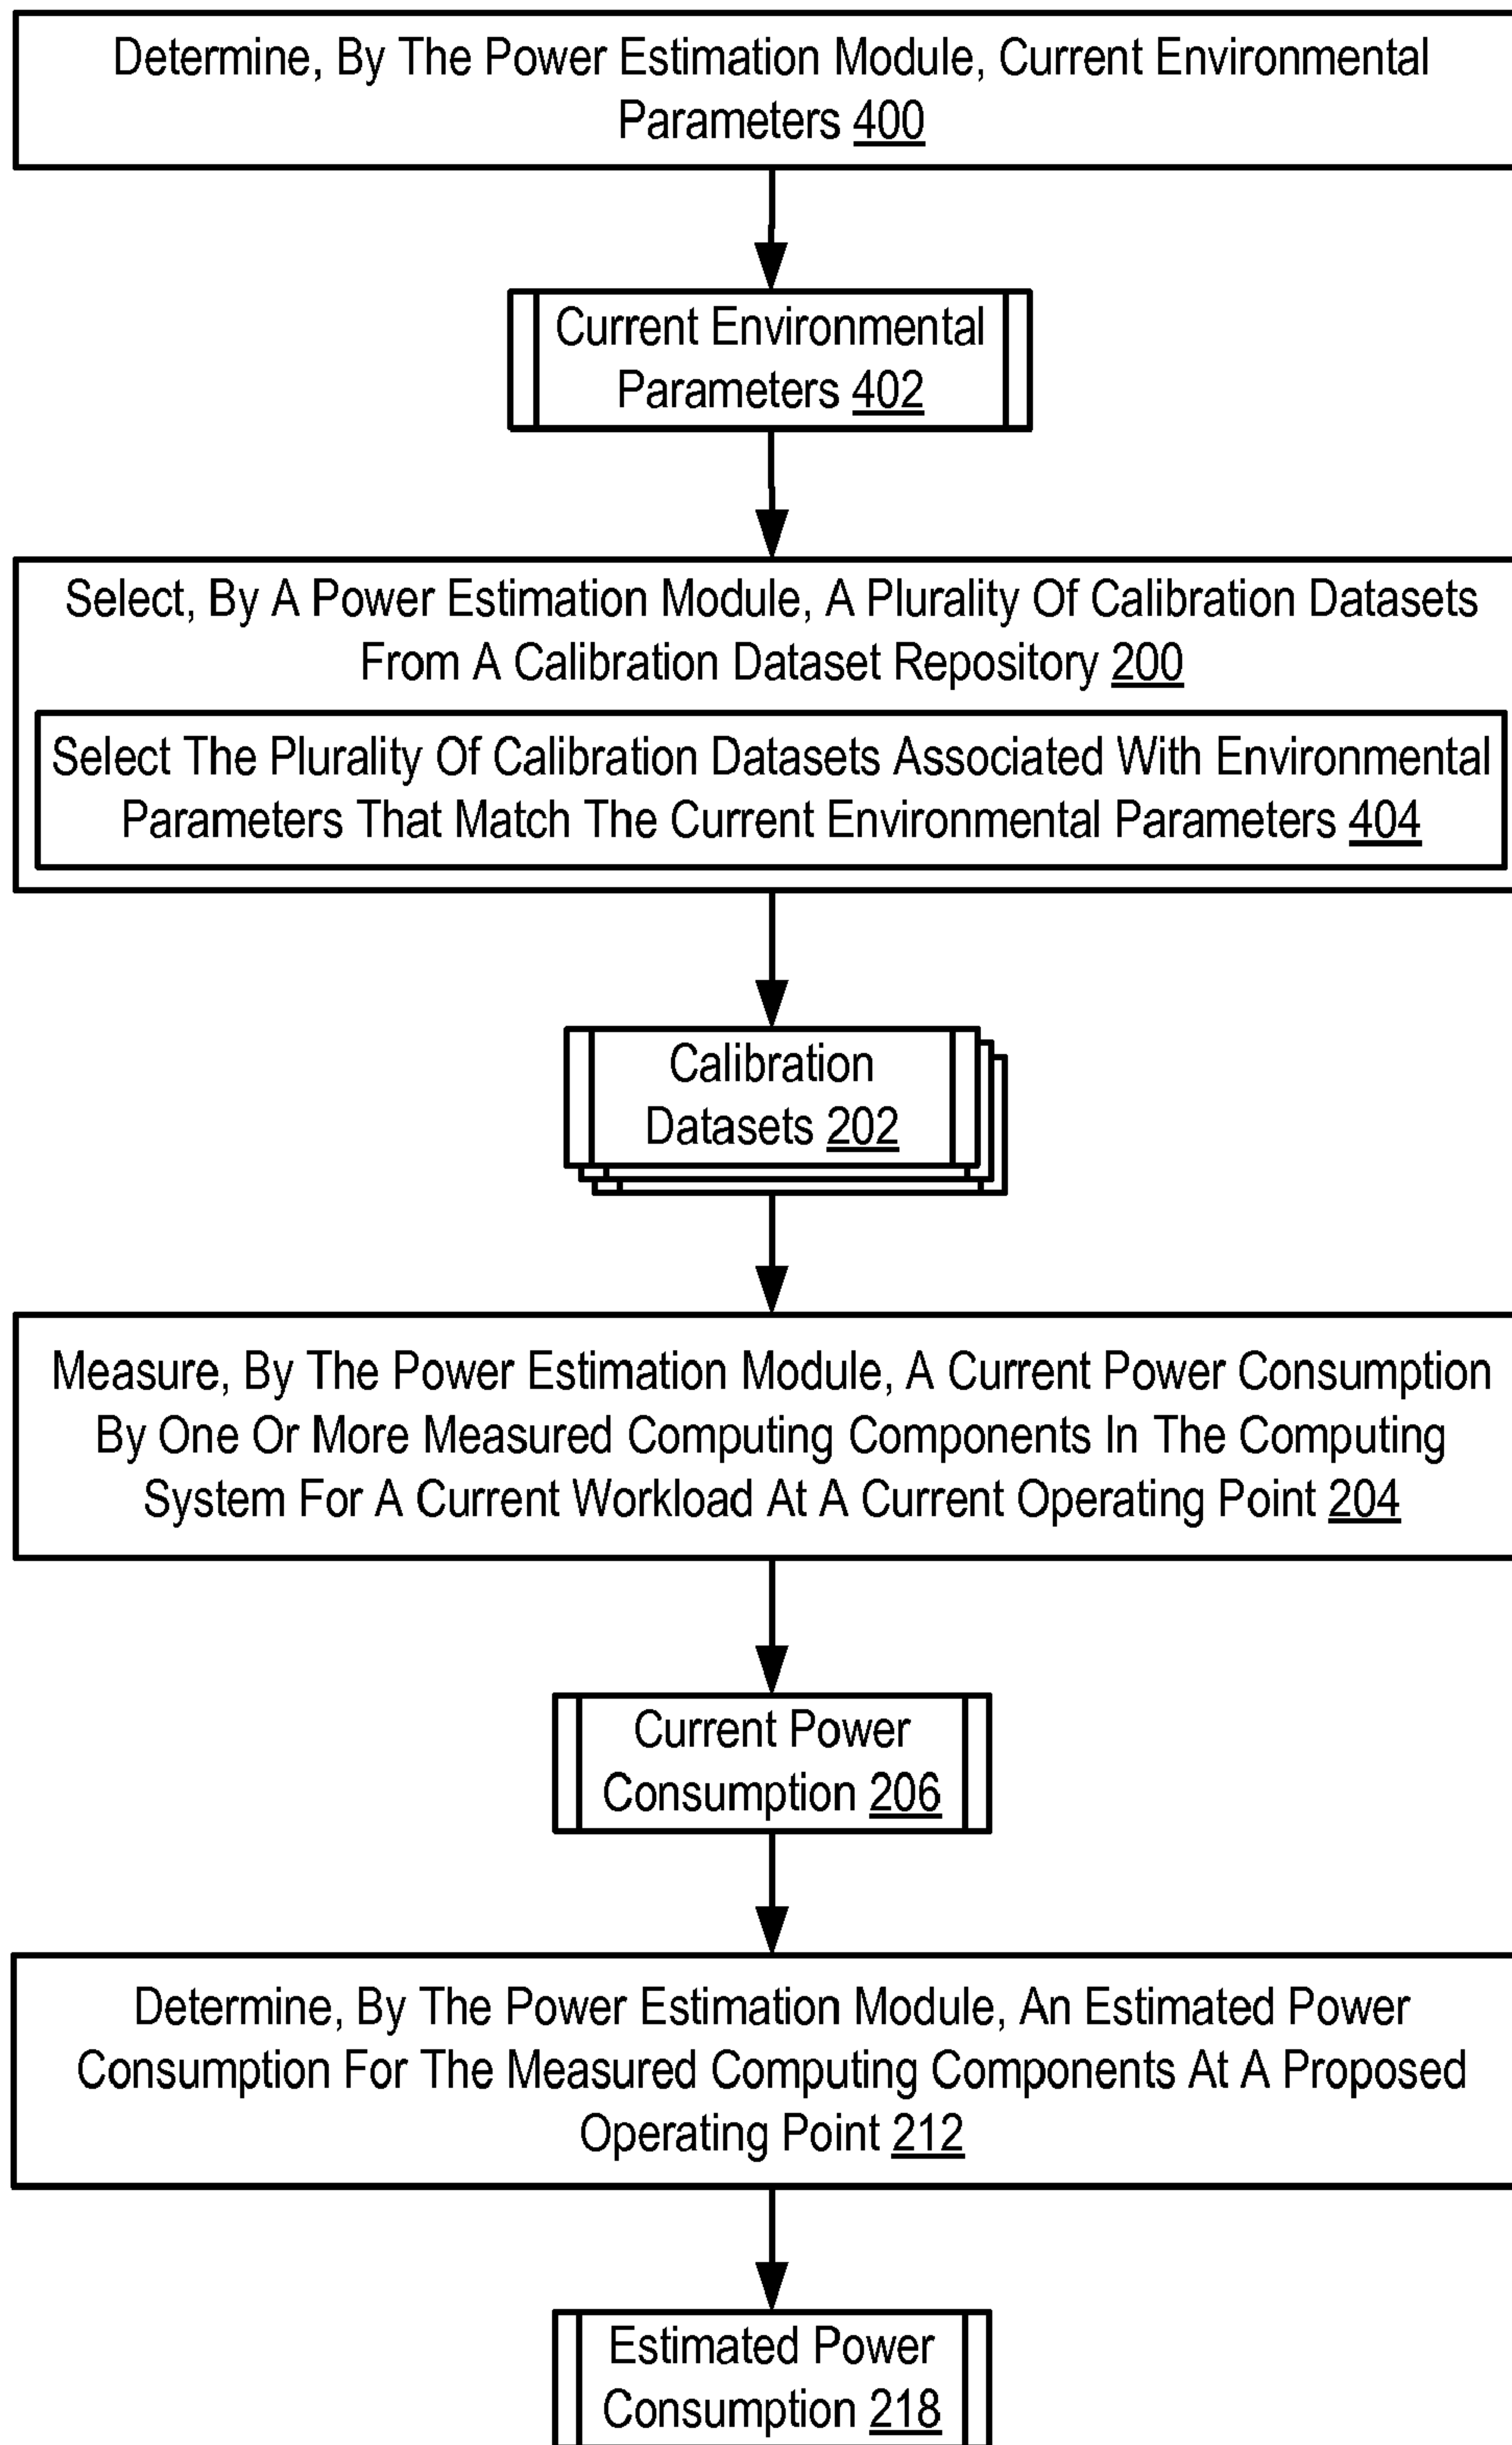 Determine, By The Power Estimation Module, Current Environmental
Parameters 400
Current Environmental
Parameters 402
Select, By A Power Estimation Module, A Plurality Of Calibration Datasets
From A Calibration Dataset Repository 200
Select The Plurality Of Calibration Datasets Associated With Environmental
Parameters That Match The Current Environmental Parameters 404
Calibration
Datasets 202
Measure, By The Power Estimation Module, A Current Power Consumption
By One Or More Measured Computing Components In The Computing
System For A Current Workload At A Current Operating Point 204
Current Power
Consumption 206
Determine, By The Power Estimation Module, An Estimated Power
Consumption For The Measured Computing Components At A Proposed
Operating Point 212
Estimated Power
Consumption 218